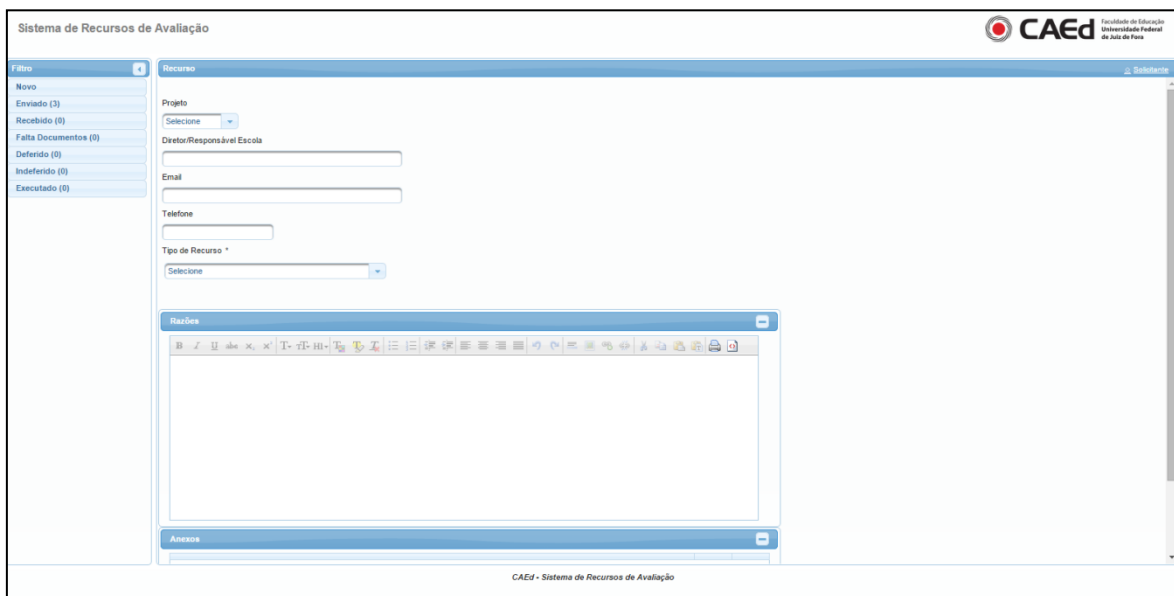 Sistema de Recursos de Avaliação
CAEd
Faculdade de Educação
Universidade Federal
de Juiz de Fora
Filtro
Novo
Enviado (3)
Recebido (0)
Falta Documentos (0)
Deferido (0)
Indeferido (0)
Executado (0)
Recurso
Solicitante
Projeto
Selecione
Diretor/Responsável Escola
Email
Telefone
Tipo de Recurso *
Selecione
Razões
Anexos
CAEd - Sistema de Recursos de Avaliação